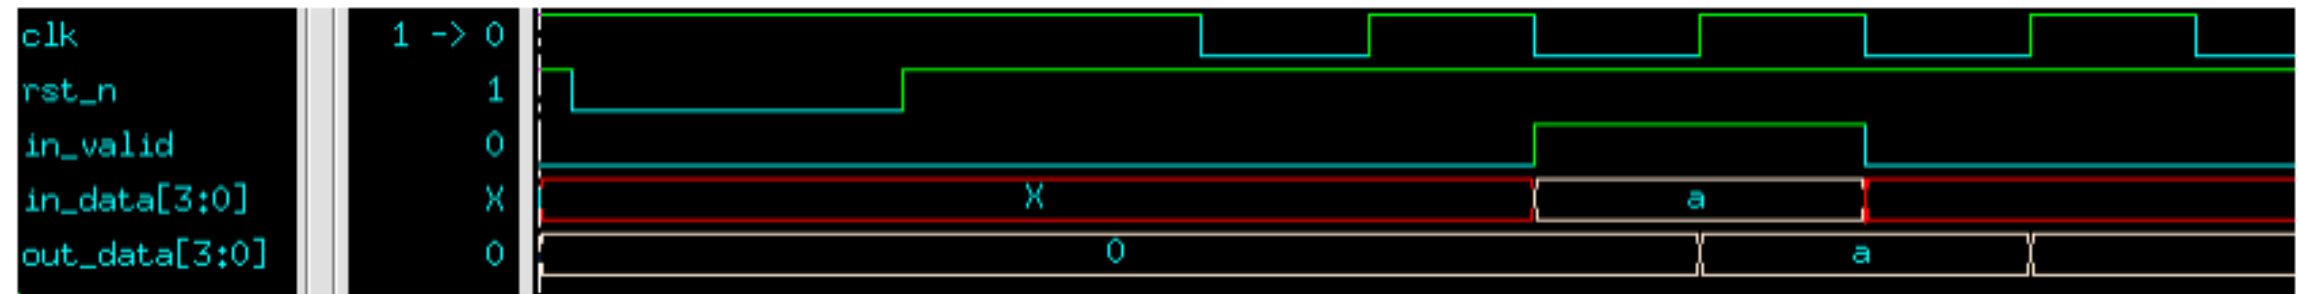 clk 1 -> 0
rst_n 1
in_valid 0
in_data[3:0] X X a
out_data[3:0] 0 0 a